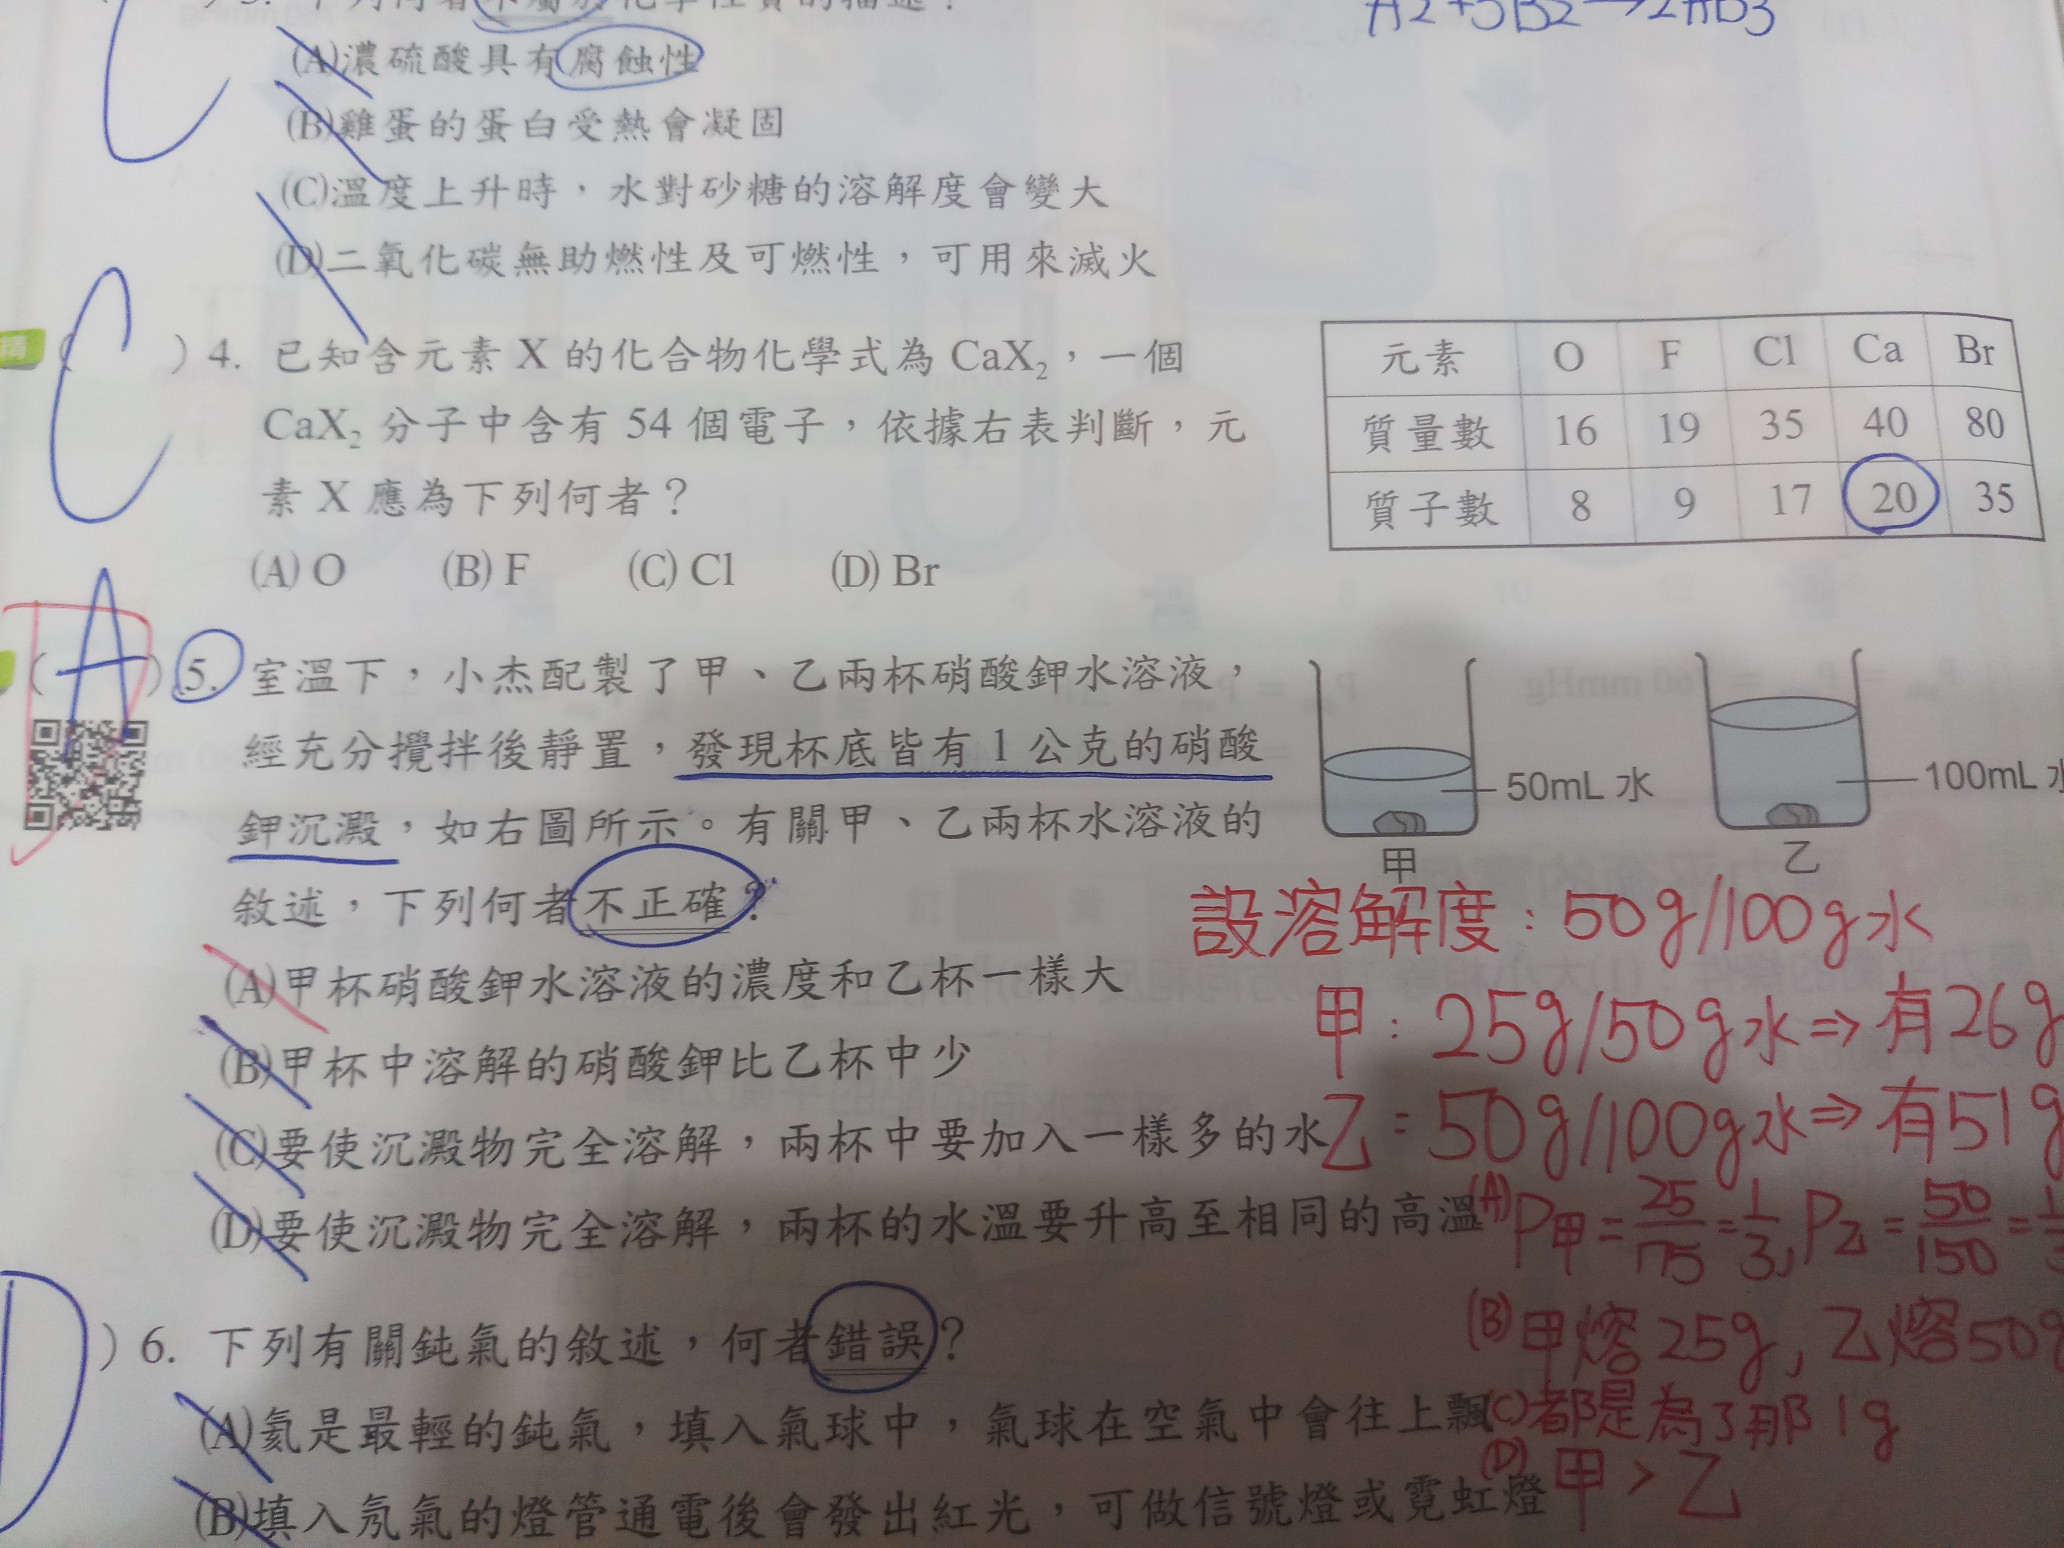 (A)濃硫酸具有腐蝕性
(B)雞蛋的蛋白受熱會凝固
(C)溫度上升時，水對砂糖的溶解度會變大
(D)二氧化碳無助燃性及可燃性，可用來滅火
C
C
( )4. 已知含元素 X 的化合物化學式為 CaX₂，一個
CaX₂ 分子中含有 54 個電子，依據右表判斷，元
素 X 應為下列何者？
(A) O (B) F (C) Cl (D) Br
元素 O F Cl Ca Br
質量數 16 19 35 40 80
質子數 8 9 17 20 35
A
D
( )5. 室溫下，小杰配製了甲、乙兩杯硝酸鉀水溶液，
經充分攪拌後靜置，發現杯底皆有 1 公克的硝酸
鉀沉澱，如右圖所示。有關甲、乙兩杯水溶液的
敘述，下列何者不正確？
(A)甲杯硝酸鉀水溶液的濃度和乙杯一樣大
(B)甲杯中溶解的硝酸鉀比乙杯中少
(C)要使沉澱物完全溶解，兩杯中要加入一樣多的水
(D)要使沉澱物完全溶解，兩杯的水溫要升高至相同的高溫
50mL 水
甲
100mL
乙
設溶解度：50g/100g水
甲：25g/50g水⇒有26g
乙：50g/100g水⇒有51g
(A) P甲=25/75=1/3, P乙=50/150=1/3
(B)甲熔25g, 乙熔50g
(C)都是為了那1g
(D)甲>乙
D
)6. 下列有關鈍氣的敘述，何者錯誤？
(A)氦是最輕的鈍氣，填入氣球中，氣球在空氣中會往上飄
(B)填入氖氣的燈管通電後會發出紅光，可做信號燈或霓虹燈